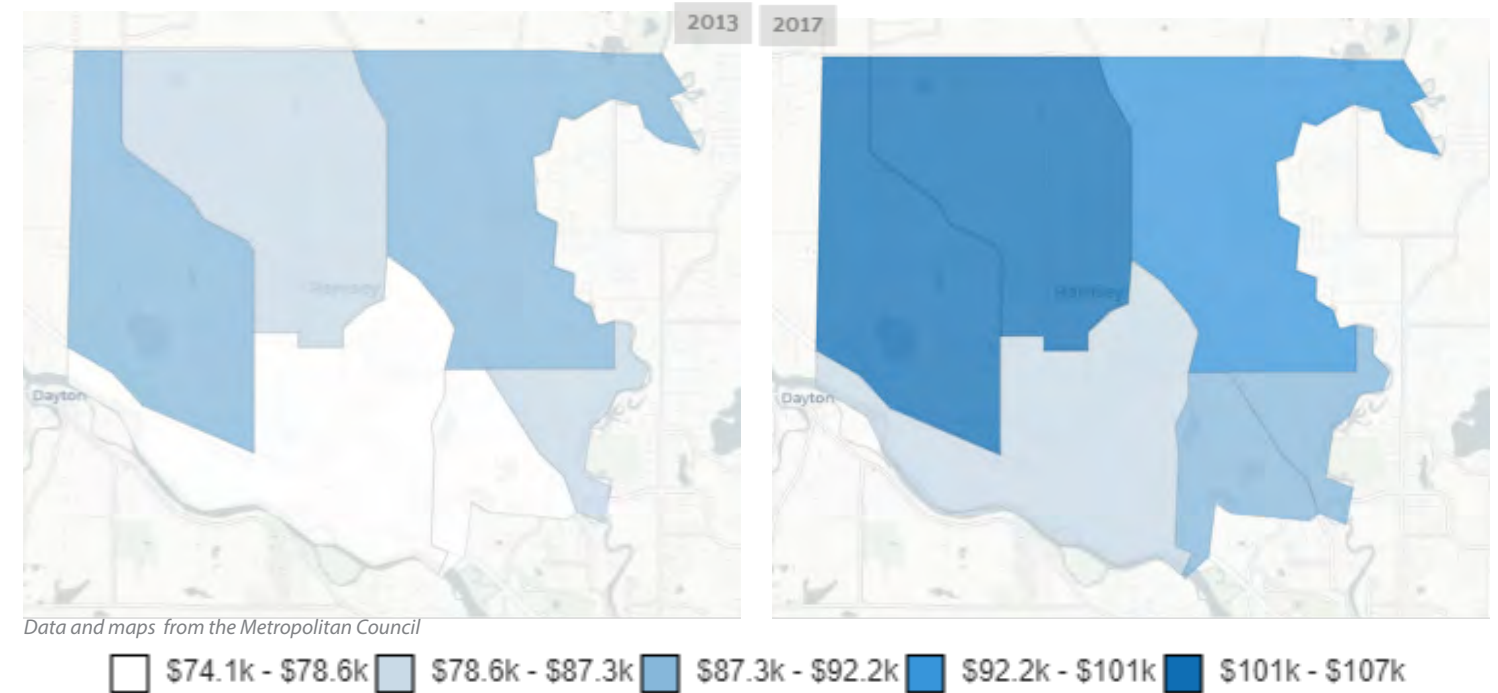 2013 2017
Ramsey Ramsey
Dayton Dayton
Data and maps from the Metropolitan Council
$74.1k - $78.6k $78.6k - $87.3k $87.3k - $92.2k $92.2k - $101k $101k - $107k